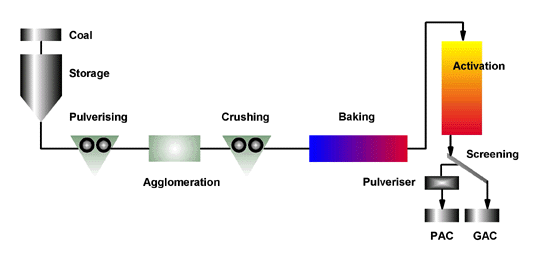 Coal
Storage
Pulverising
Agglomeration
Crushing
Baking
Activation
Screening
Pulveriser
PAC
GAC